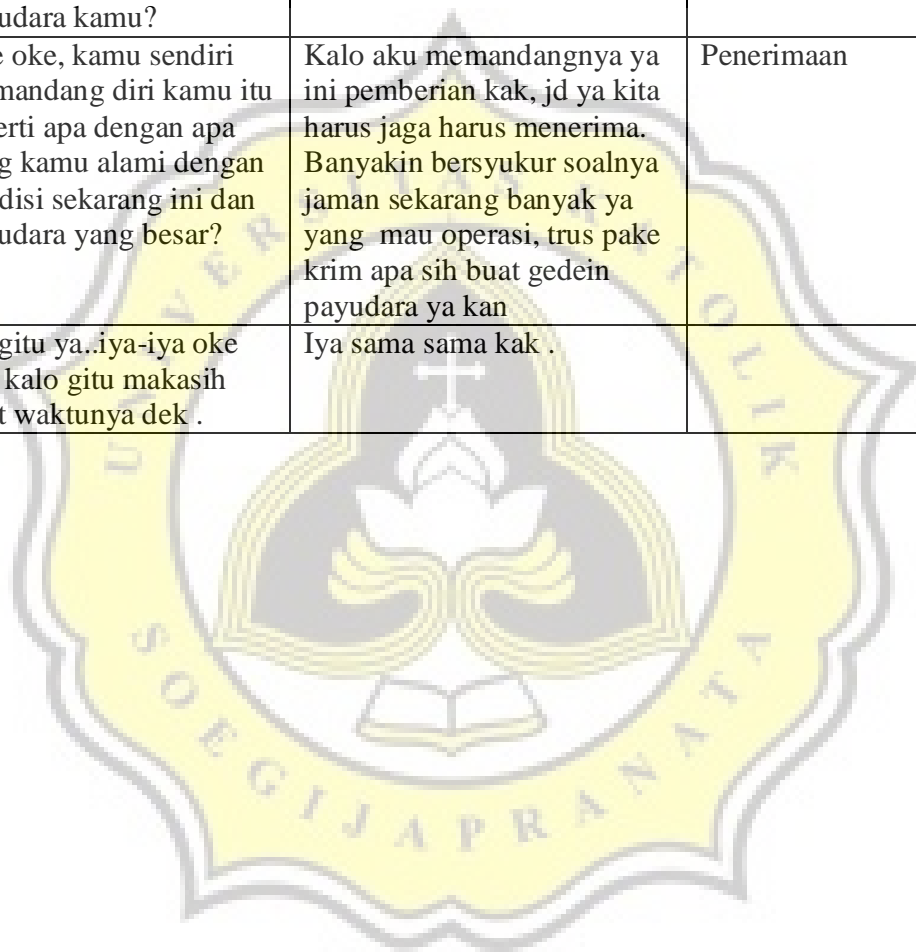 udara kamu?
e oke, kamu sendiri
mandang diri kamu itu
erti apa dengan apa
g kamu alami dengan
disi sekarang ini dan
udara yang besar?
Kalo aku memandangnya ya
ini pemberian kak, jd ya kita
harus jaga harus menerima.
Banyakin bersyukur soalnya
jaman sekarang banyak ya
yang mau operasi, trus pake
krim apa sih buat gedein
payudara ya kan
Penerimaan
gitu ya..iya-iya oke
kalo gitu makasih
t waktunya dek .
Iya sama sama kak .
UNIVERSITAS KATOLIK
SOEGIJAPRANATA